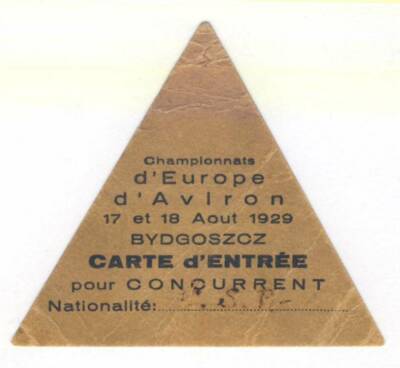 Championnats
d'Europe
d'Aviron
17 et 18 Aout 1929
BYDGOSZCZ
CARTE d'ENTRÉE
pour CONCURRENT
Nationalité: